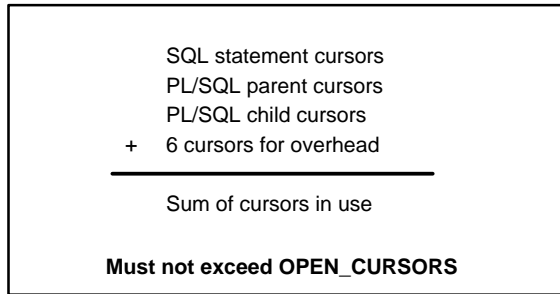 SQL statement cursors
PL/SQL parent cursors
PL/SQL child cursors
+ 6 cursors for overhead
Sum of cursors in use
Must not exceed OPEN_CURSORS